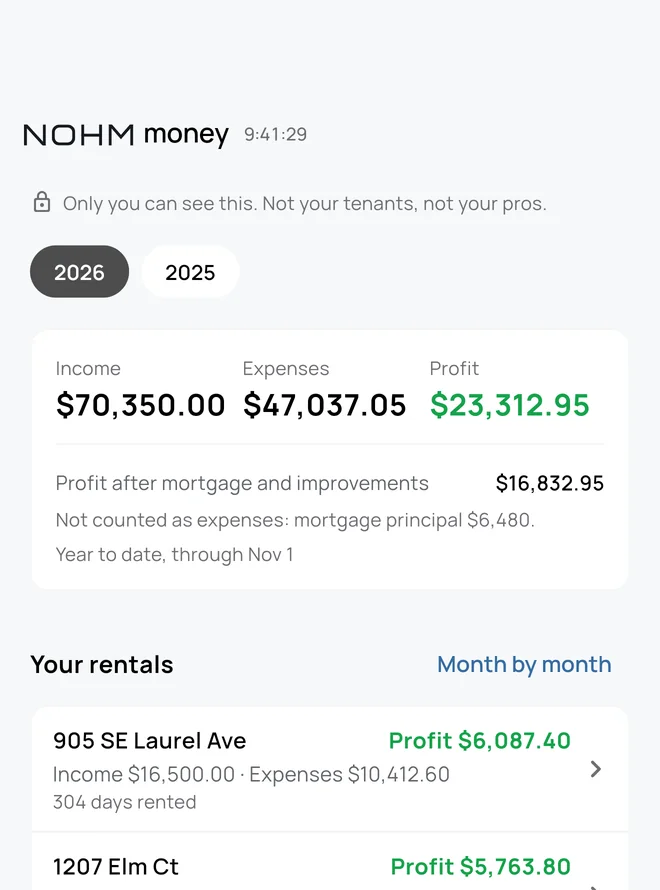 NOHM money 9:41:29
Only you can see this. Not your tenants, not your pros.
2026 2025
Income Expenses Profit
$70,350.00 $47,037.05 $23,312.95
Profit after mortgage and improvements $16,832.95
Not counted as expenses: mortgage principal $6,480.
Year to date, through Nov 1
Your rentals Month by month
905 SE Laurel Ave Profit $6,087.40
Income $16,500.00 · Expenses $10,412.60
304 days rented
1207 Elm Ct Profit $5,763.80